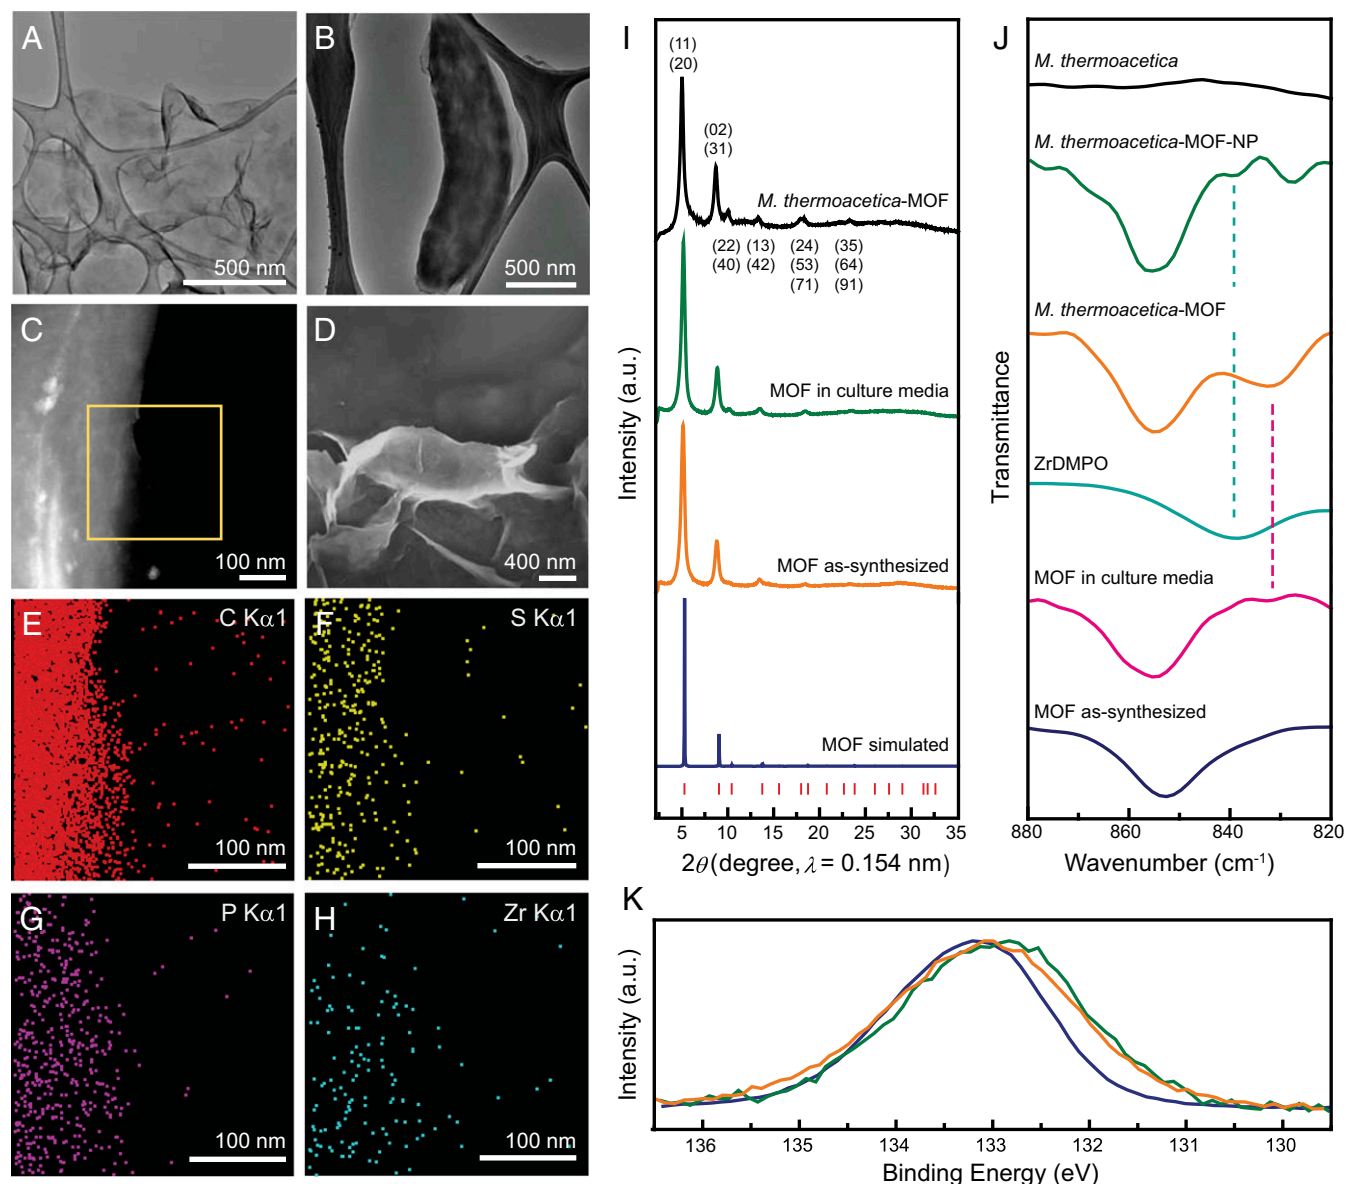 A
500 nm
B
500 nm
C
100 nm
D
400 nm
E
C Kα1
100 nm
F
S Kα1
100 nm
G
P Kα1
100 nm
H
Zr Kα1
100 nm
I
(11)
(20)
(02)
(31)
M. thermoacetica-MOF
(22) (13) (24) (35)
(40) (42) (53) (64)
(71) (91)
MOF in culture media
MOF as-synthesized
MOF simulated
Intensity (a.u.)
5 10 15 20 25 30 35
2θ (degree, λ = 0.154 nm)
J
M. thermoacetica
M. thermoacetica-MOF-NP
M. thermoacetica-MOF
ZrDMPO
MOF in culture media
MOF as-synthesized
Transmittance
880 860 840 820
Wavenumber (cm-1)
K
Intensity (a.u.)
136 135 134 133 132 131 130
Binding Energy (eV)